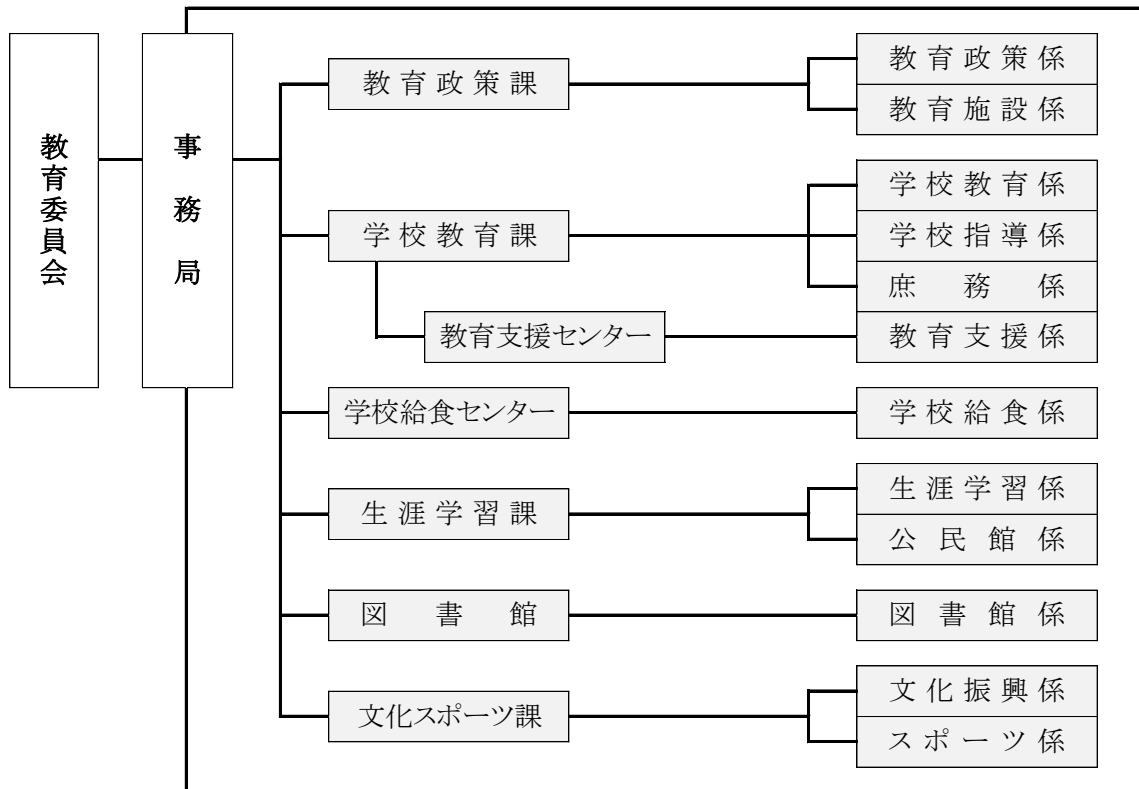 教育委員会
事務局
教育政策課
教育政策係
教育施設係
学校教育課
学校教育係
学校指導係
庶務係
教育支援センター
教育支援係
学校給食センター
学校給食係
生涯学習課
生涯学習係
公民館係
図書館
図書館係
文化スポーツ課
文化振興係
スポーツ係